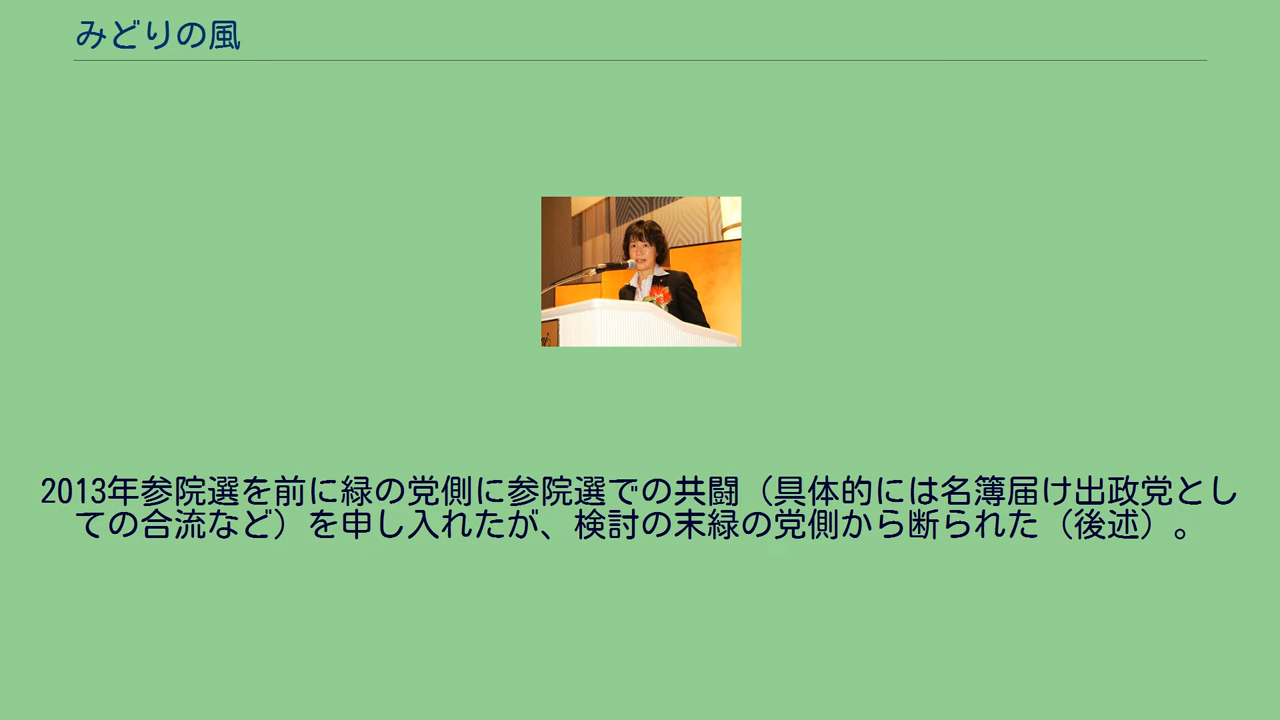 みどりの風
2013年参院選を前に緑の党側に参院選での共闘（具体的には名簿届け出政党とし
ての合流など）を申し入れたが、検討の末緑の党側から断られた（後述）。